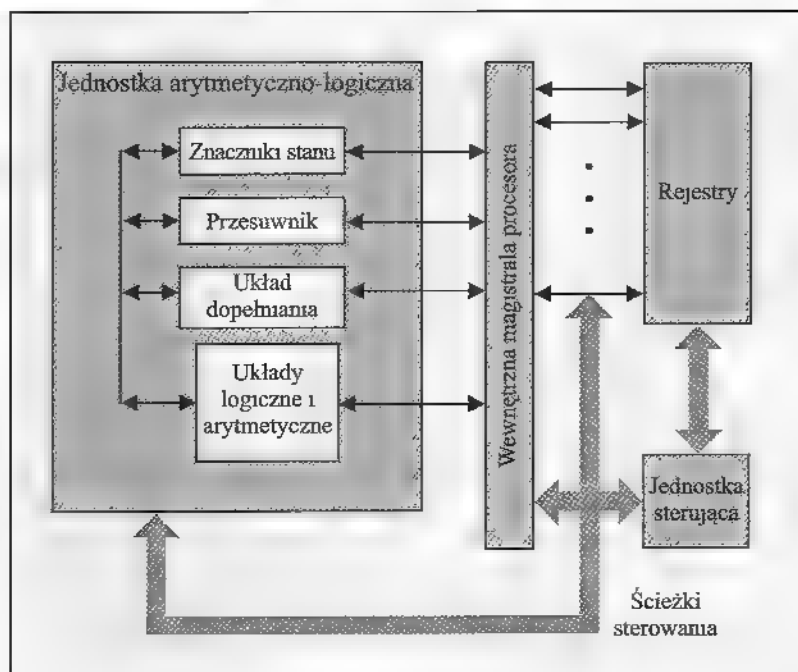 Jednostka arytmetyczno-logiczna
Znaczniki stanu
Przesuwnik
Układ
dopełniania
Układy
logiczne i
arytmetyczne
Wewnętrzna magistrala procesora
Rejestry
Jednostka
sterująca
Ścieżki
sterowania